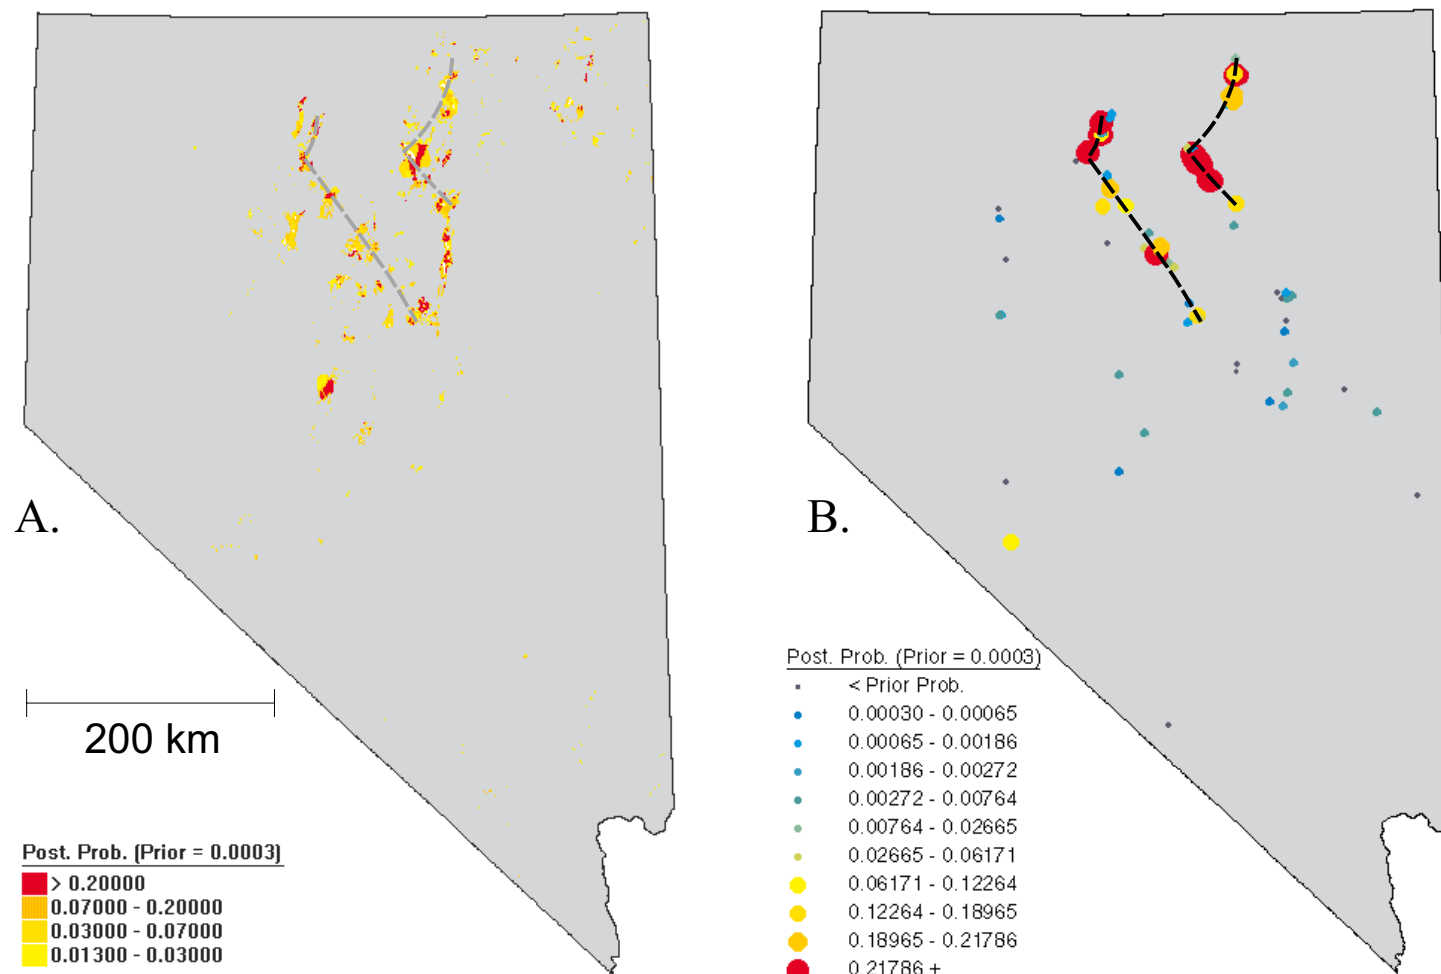 A.
B.
200 km
Post. Prob. (Prior = 0.0003)
> 0.20000
0.07000 - 0.20000
0.03000 - 0.07000
0.01300 - 0.03000
Post. Prob. (Prior = 0.0003)
< Prior Prob.
0.00030 - 0.00065
0.00065 - 0.00186
0.00186 - 0.00272
0.00272 - 0.00764
0.00764 - 0.02665
0.02665 - 0.06171
0.06171 - 0.12264
0.12264 - 0.18965
0.18965 - 0.21786
0.21786 +